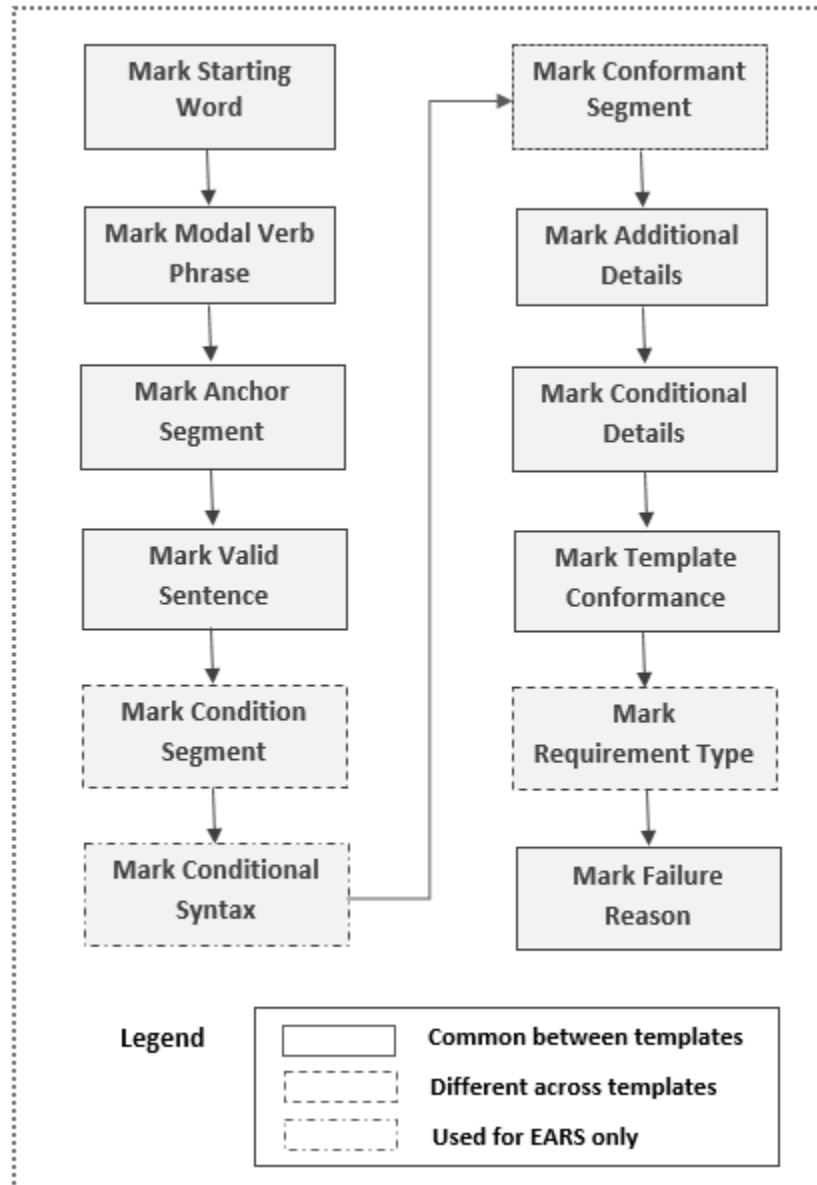 Mark Starting
Word
Mark Modal Verb
Phrase
Mark Anchor
Segment
Mark Valid
Sentence
Mark Condition
Segment
Mark Conditional
Syntax
Mark Conformant
Segment
Mark Additional
Details
Mark Conditional
Details
Mark Template
Conformance
Mark
Requirement Type
Mark Failure
Reason
Legend
Common between templates
Different across templates
Used for EARS only